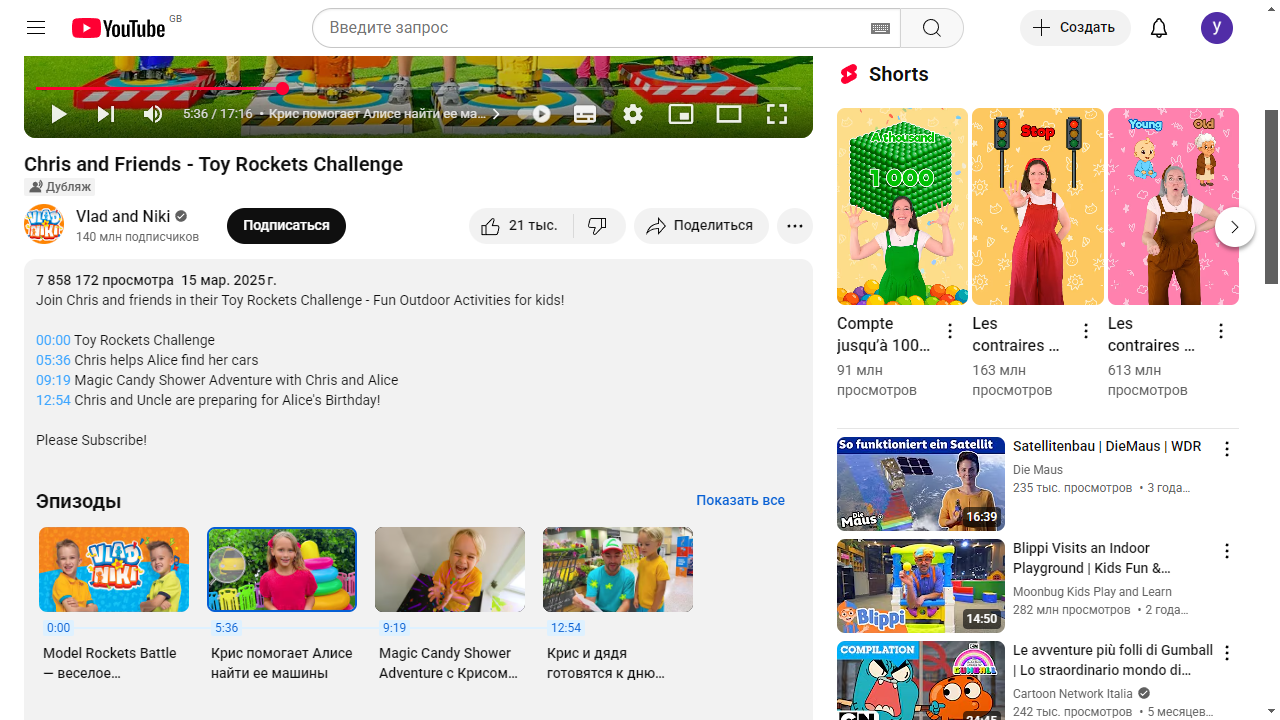 YouTube GB
Введите запрос
Создать
У
5:36 / 17:16 • Крис помогает Алисе найти ее ма...
Chris and Friends - Toy Rockets Challenge
Дубляж
Vlad and Niki
140 млн подписчиков
Подписаться
21 тыс.
Поделиться
7 858 172 просмотра 15 мар. 2025 г.
Join Chris and friends in their Toy Rockets Challenge - Fun Outdoor Activities for kids!
00:00 Toy Rockets Challenge
05:36 Chris helps Alice find her cars
09:19 Magic Candy Shower Adventure with Chris and Alice
12:54 Chris and Uncle are preparing for Alice's Birthday!
Please Subscribe!
Эпизоды
Показать все
VLAD
NIKI
0:00
Model Rockets Battle
— веселое...
5:36
Крис помогает Алисе
найти ее машины
9:19
Magic Candy Shower
Adventure с Крисом...
12:54
Крис и дядя
готовятся к дню...
Shorts
A thousand
1 000
Compte
jusqu'à 100...
91 млн
просмотров
Stop
Les
contraires ...
163 млн
просмотров
Young
Old
Les
contraires ...
613 млн
просмотров
So funktioniert ein Satellit
Die
Maus
16:39
Satellitenbau | DieMaus | WDR
Die Maus
235 тыс. просмотров • 3 года...
Blippi
14:50
Blippi Visits an Indoor
Playground | Kids Fun &...
Moonbug Kids Play and Learn
282 млн просмотров • 2 года...
COMPILATION
GUMBALL
CN
24:45
Le avventure più folli di Gumball
| Lo straordinario mondo di...
Cartoon Network Italia
242 тыс. просмотров • 5 месяцев...